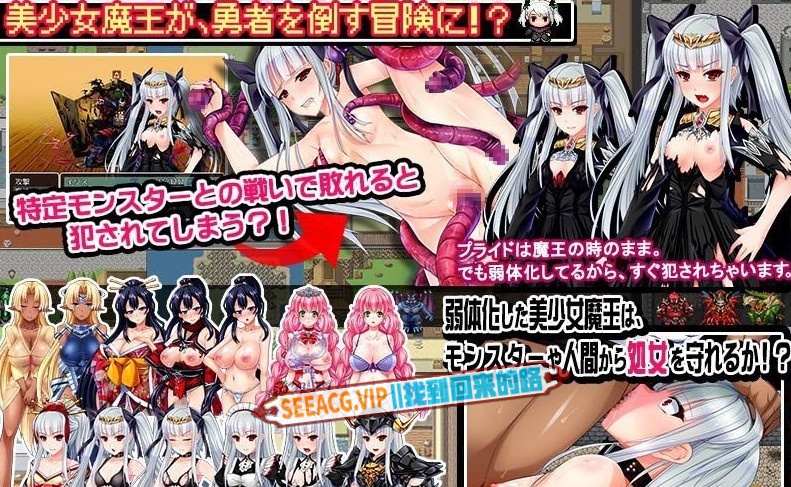 美少女魔王が、勇者を倒す冒険に!?
攻撃
特定モンスターとの戦いで敗れると
犯されてしまう?!
プライドは魔王の時のまま。
でも弱体化してるから、すぐ犯されちゃいます。
弱体化した美少女魔王は、
モンスターや人間から処女を守れるか!?
SEEACG.VIP||找到回来的路